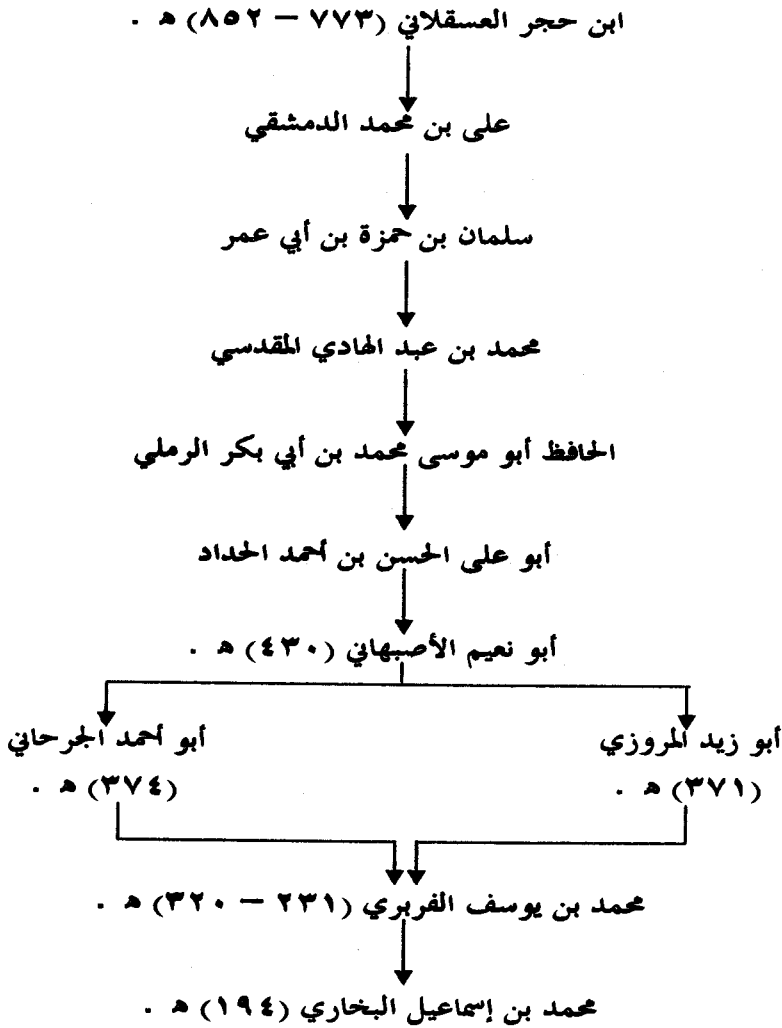 ابن حجر العسقلاني (٧٧٣ – ٨٥٢) هـ .
على بن محمد الدمشقي
سلمان بن حمزة بن أبي عمر
محمد بن عبد الهادي المقدسي
الحافظ أبو موسى محمد بن أبي بكر الرملي
أبو على الحسن بن أحمد الحداد
أبو نعيم الأصبهاني (٤٣٠) هـ .
أبو زيد المروزي
(٣٧١) هـ .
أبو أحمد الجرحاني
(٣٧٤) هـ .
محمد بن يوسف الفربري (٢٣١ – ٣٢٠) هـ .
محمد بن إسماعيل البخاري (١٩٤) هـ .